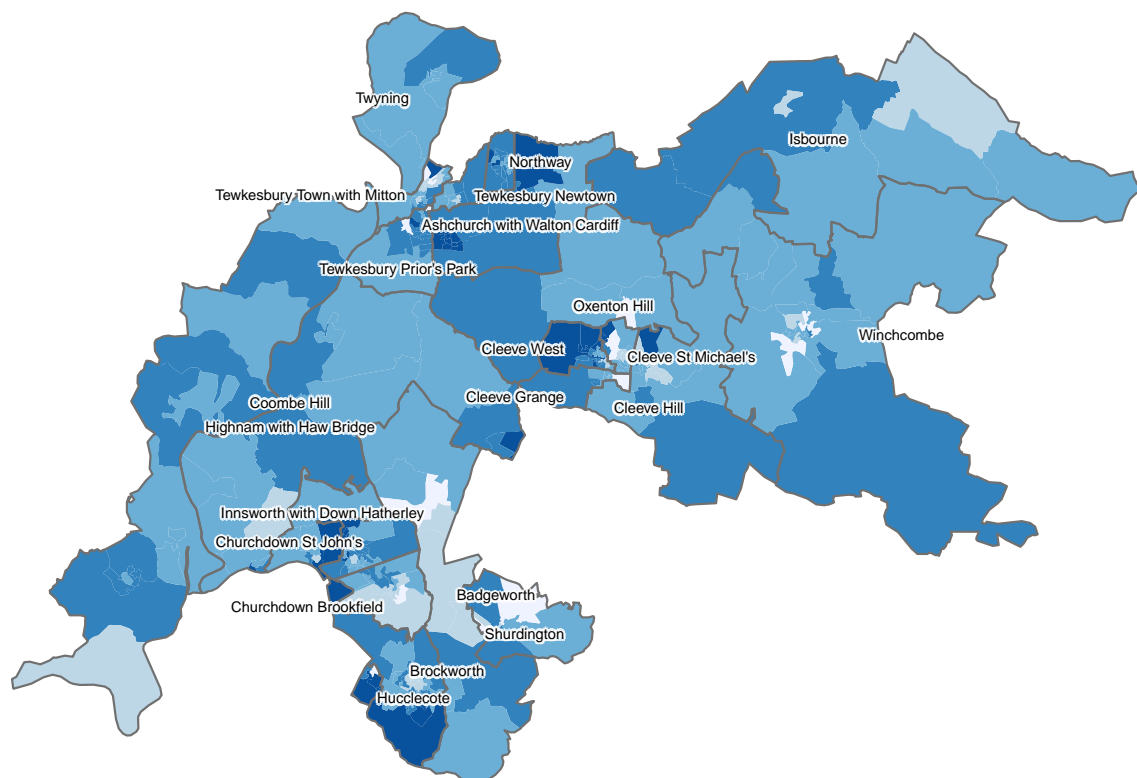 Twyning
Isbourne
Northway
Tewkesbury Town with Mitton
Tewkesbury Newtown
Ashchurch with Walton Cardiff
Tewkesbury Prior's Park
Oxenton Hill
Winchcombe
Cleeve West
Cleeve St Michael's
Cleeve Grange
Coombe Hill
Cleeve Hill
Highnam with Haw Bridge
Innsworth with Down Hatherley
Churchdown St John's
Badgeworth
Churchdown Brookfield
Shurdington
Brockworth
Hucclecote